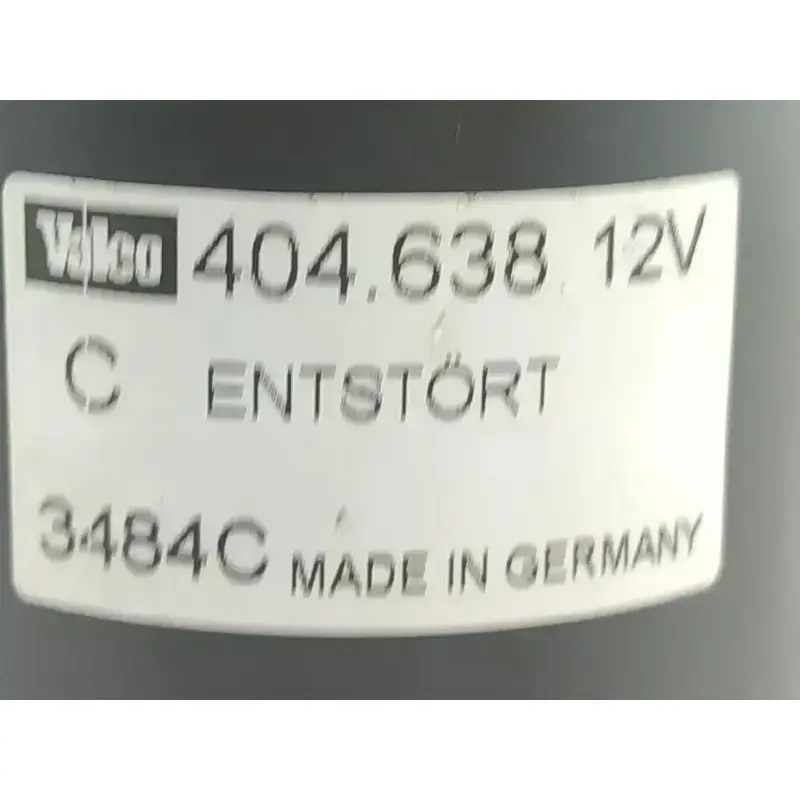 Valeo 404.638 12V
C ENTSTÖRT
3484C MADE IN GERMANY